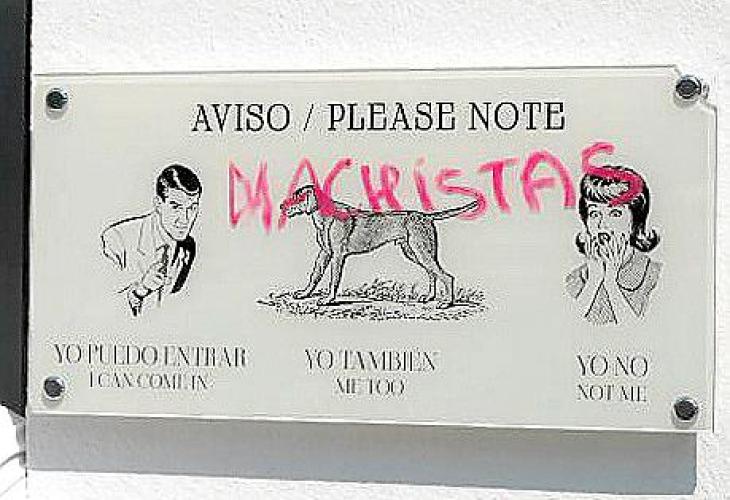 AVISO / PLEASE NOTE
MACHISTAS
YO PUEDO ENTRAR
I CAN COME IN
YO TAMBIÉN
ME TOO
YO NO
NOT ME